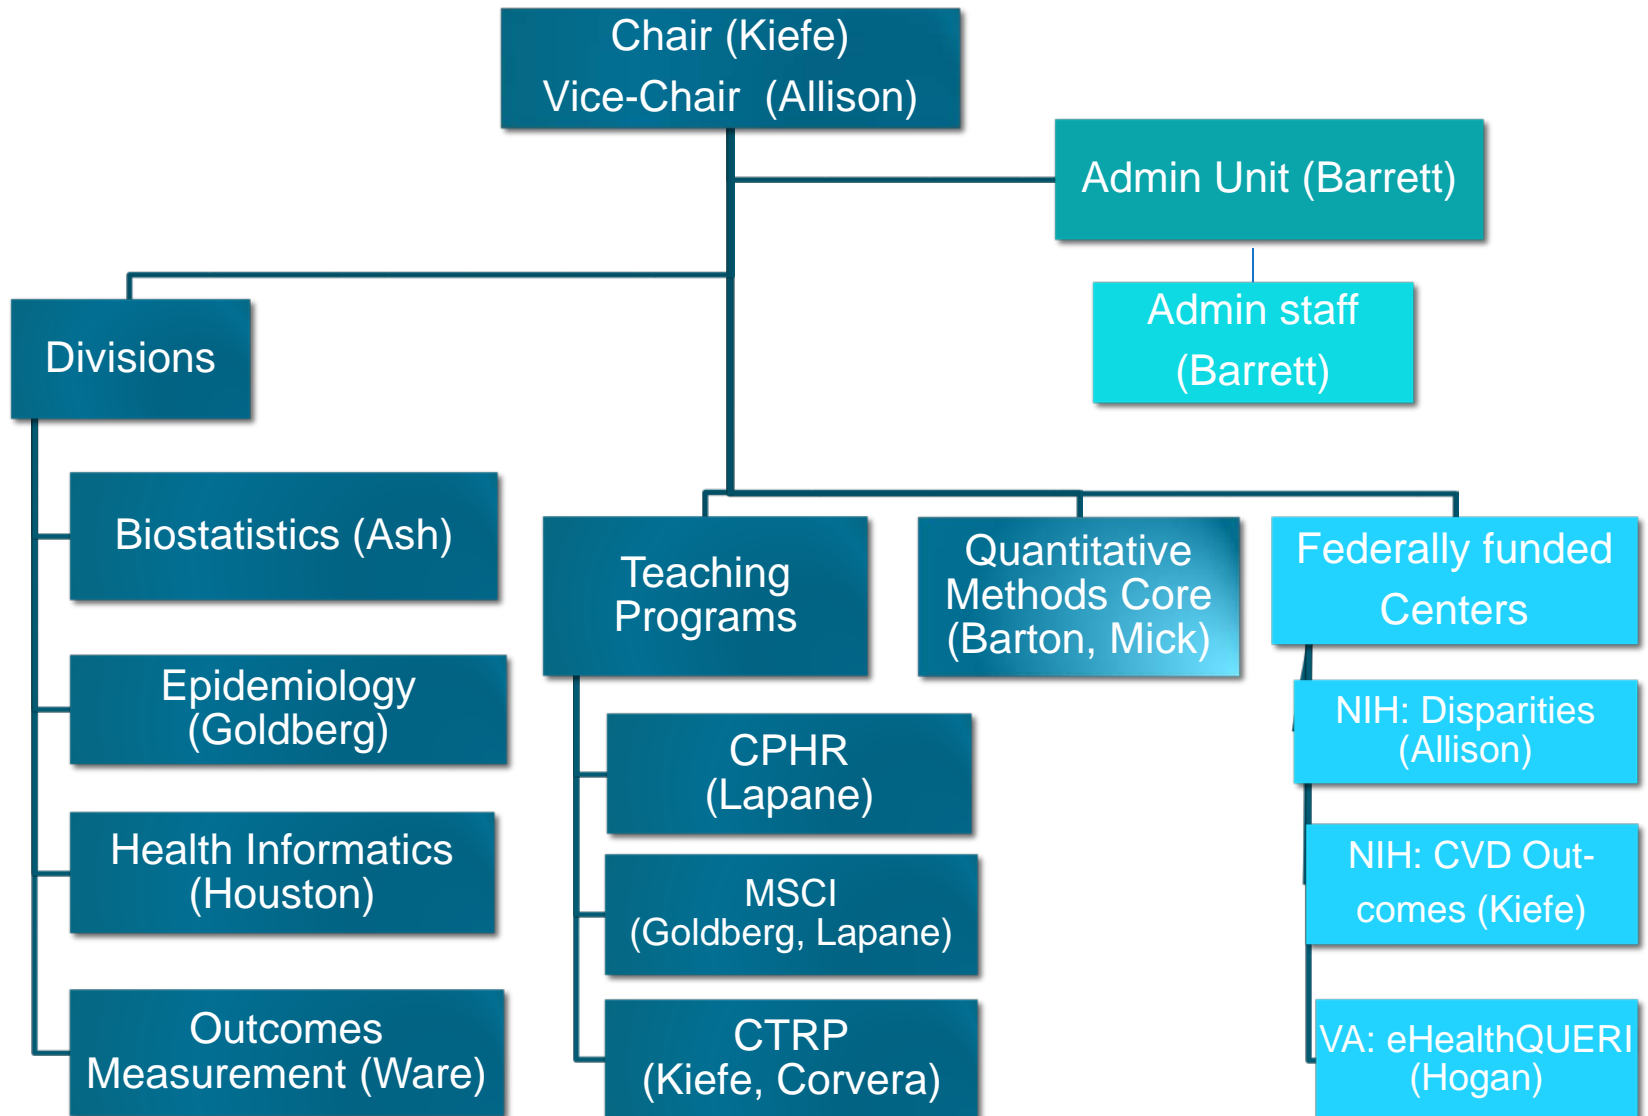 Chair (Kiefe)
Vice-Chair (Allison)
Admin Unit (Barrett)
Admin staff
(Barrett)
Divisions
Biostatistics (Ash)
Epidemiology
(Goldberg)
Health Informatics
(Houston)
Outcomes
Measurement (Ware)
Teaching
Programs
CPHR
(Lapane)
MSCI
(Goldberg, Lapane)
CTRP
(Kiefe, Corvera)
Quantitative
Methods Core
(Barton, Mick)
Federally funded
Centers
NIH: Disparities
(Allison)
NIH: CVD Out-
comes (Kiefe)
VA: eHealthQUERI
(Hogan)